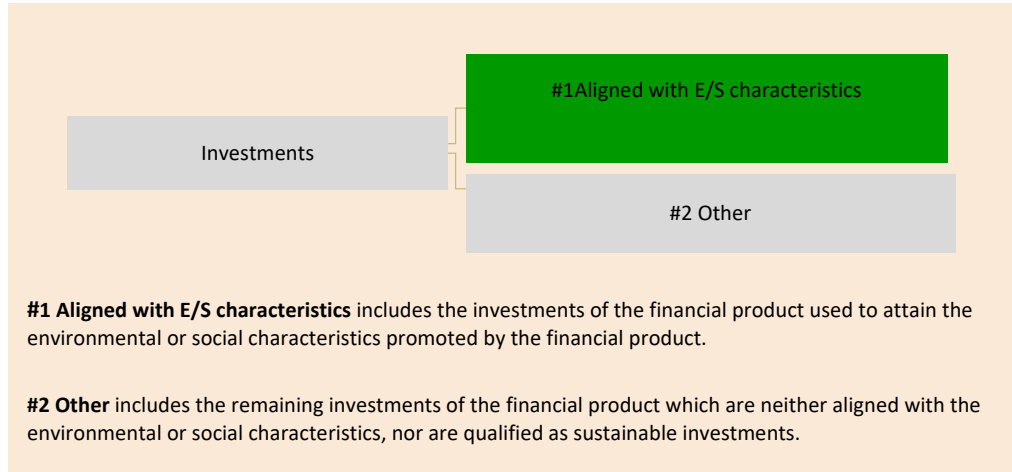 #1Aligned with E/S characteristics
Investments
#2 Other
#1 Aligned with E/S characteristics includes the investments of the financial product used to attain the
environmental or social characteristics promoted by the financial product.
#2 Other includes the remaining investments of the financial product which are neither aligned with the
environmental or social characteristics, nor are qualified as sustainable investments.